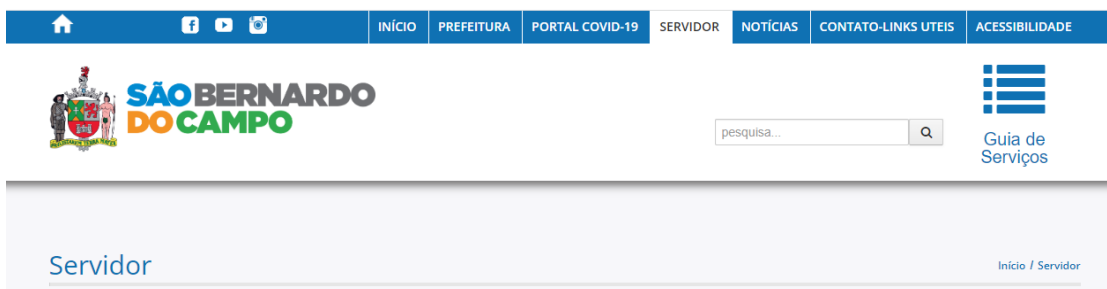 INÍCIO PREFEITURA PORTAL COVID-19 SERVIDOR NOTÍCIAS CONTATO-LINKS UTEIS ACESSIBILIDADE
SÃO BERNARDO
DO CAMPO
pesquisa...
Guia de
Serviços
Servidor
Início / Servidor